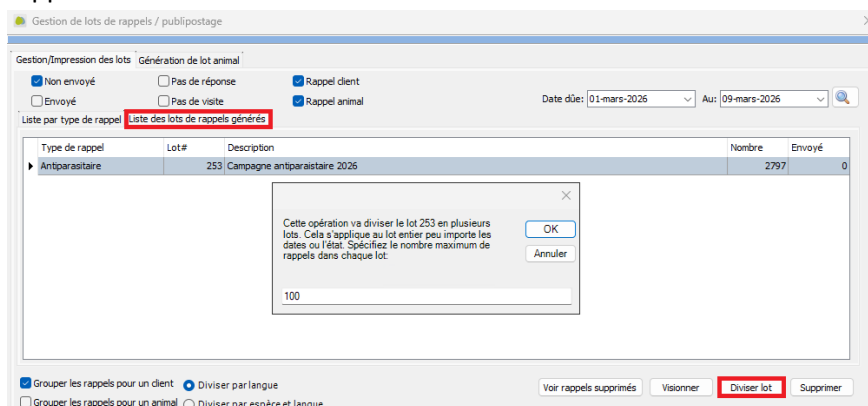 Gestion de lots de rappels / publipostage
Gestion/Impression des lots Génération de lot animal
Non envoyé Pas de réponse Rappel client
Envoyé Pas de visite Rappel animal Date dûe: 01-mars-2026 Au: 09-mars-2026
Liste par type de rappel Liste des lots de rappels générés
Type de rappel Lot# Description Nombre Envoyé
Antiparasitaire 253 Campagne antiparaistaire 2026 2797 0
Cette opération va diviser le lot 253 en plusieurs
lots. Cela s'applique au lot entier peu importe les
dates ou l'état. Spécifiez le nombre maximum de
rappels dans chaque lot:
OK
Annuler
100
Grouper les rappels pour un client Diviser par langue Voir rappels supprimés Visionner Diviser lot Supprimer
Grouper les rappels pour un animal Diviser par espèce et langue